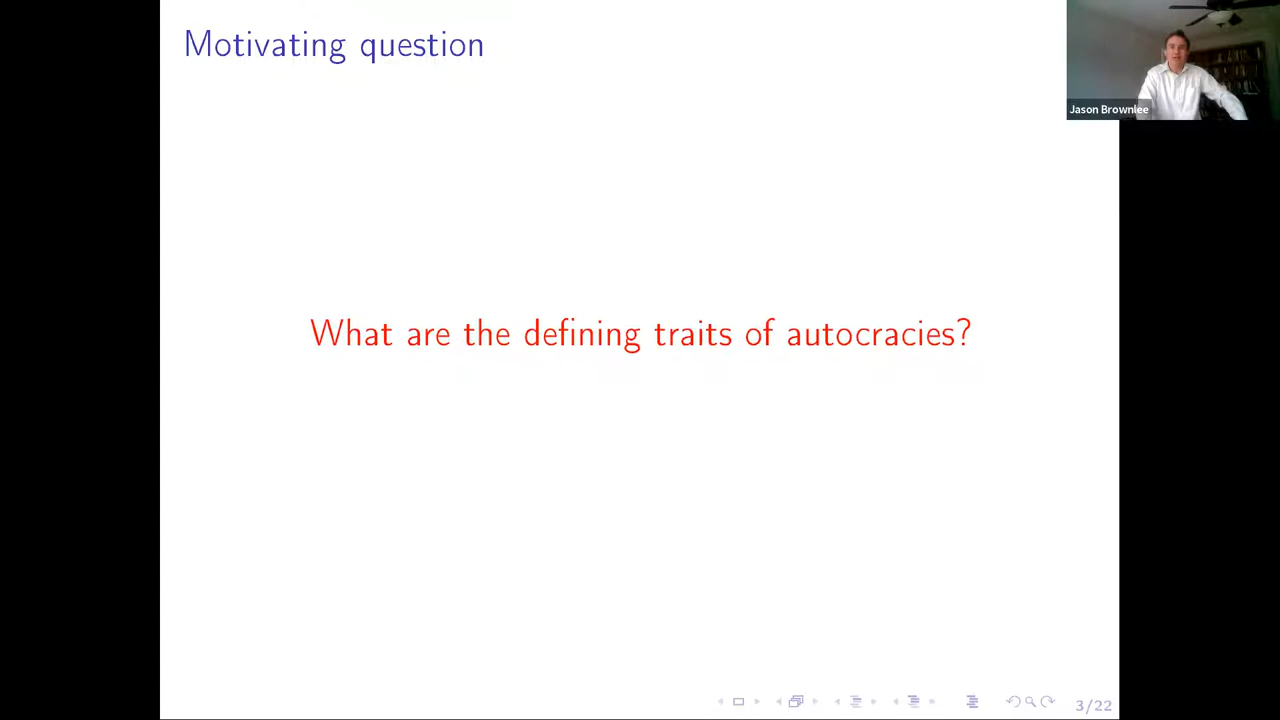 Motivating question
Jason Brownlee
What are the defining traits of autocracies?
3/22